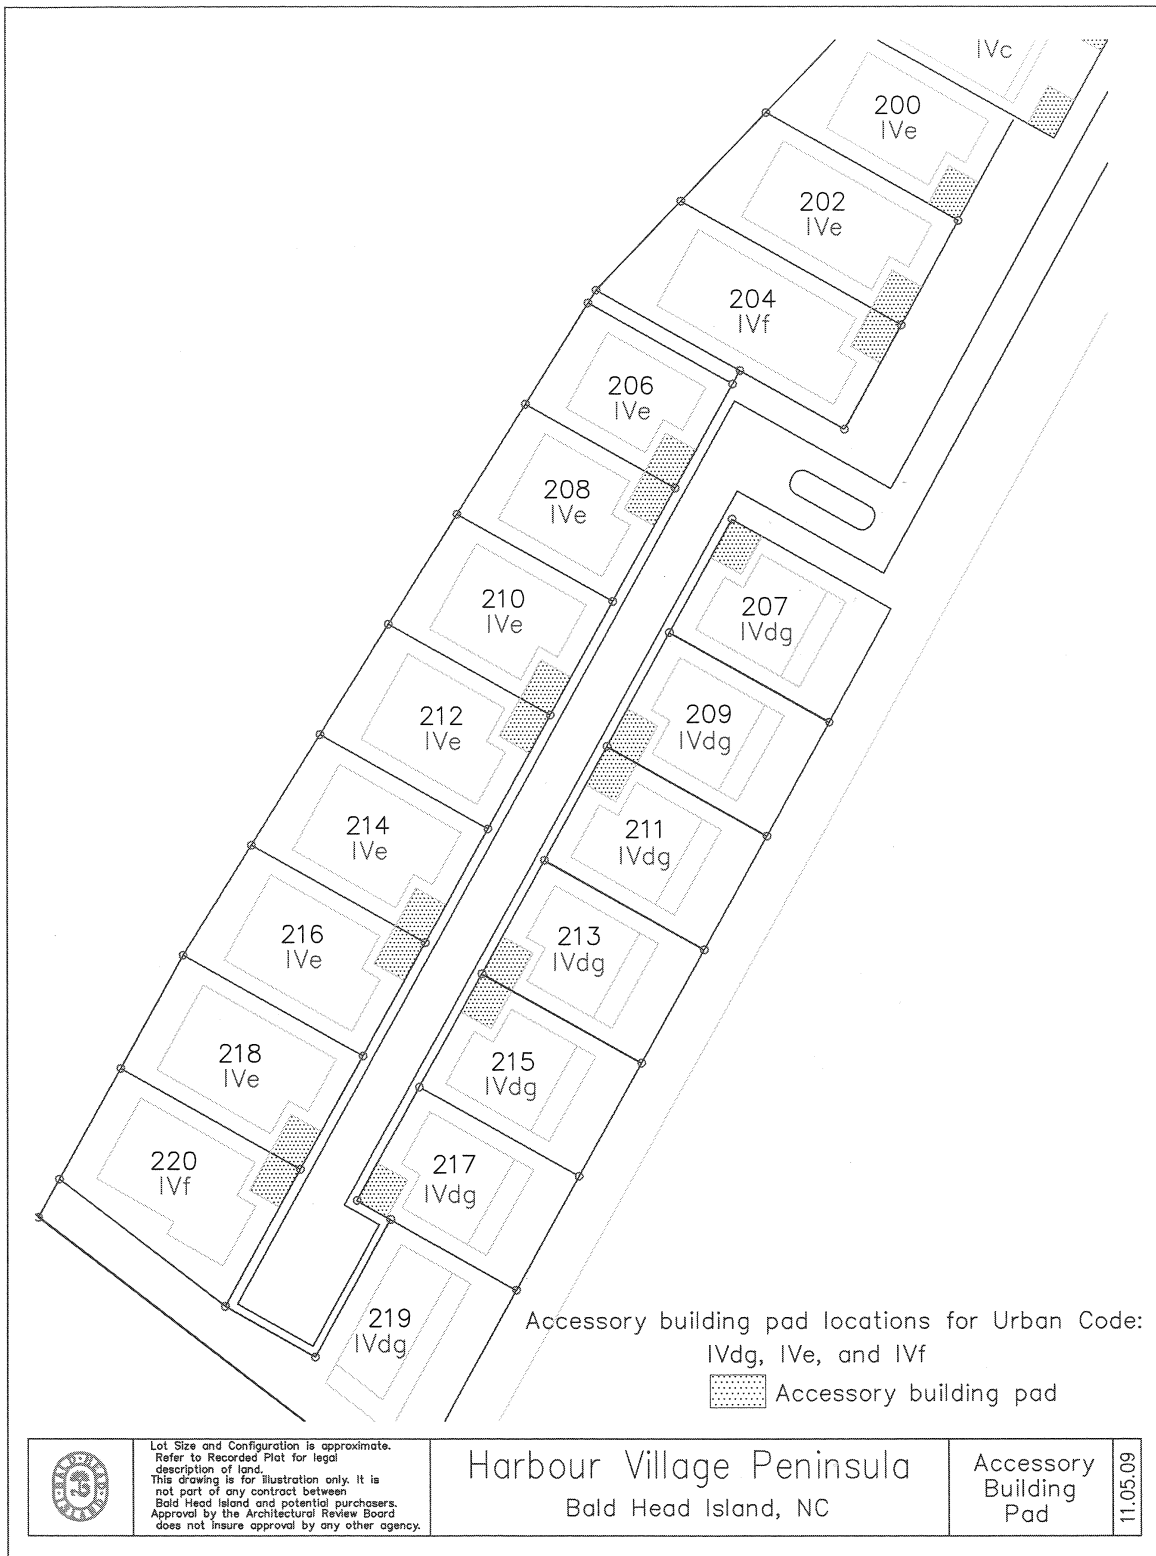 IVc
200
IVe
202
IVe
204
IVf
206
IVe
208
IVe
210
IVe
207
IVdg
212
IVe
209
IVdg
214
IVe
211
IVdg
216
IVe
213
IVdg
218
IVe
215
IVdg
220
IVf
217
IVdg
219
IVdg
Accessory building pad locations for Urban Code:
IVdg, IVe, and IVf
Accessory building pad
BALD HEAD
ISLAND
Lot Size and Configuration is approximate.
Refer to Recorded Plat for legal
description of land.
This drawing is for illustration only. It is
not part of any contract between
Bald Head Island and potential purchasers.
Approval by the Architectural Review Board
does not insure approval by any other agency.
Harbour Village Peninsula
Bald Head Island, NC
Accessory
Building
Pad
11.05.09